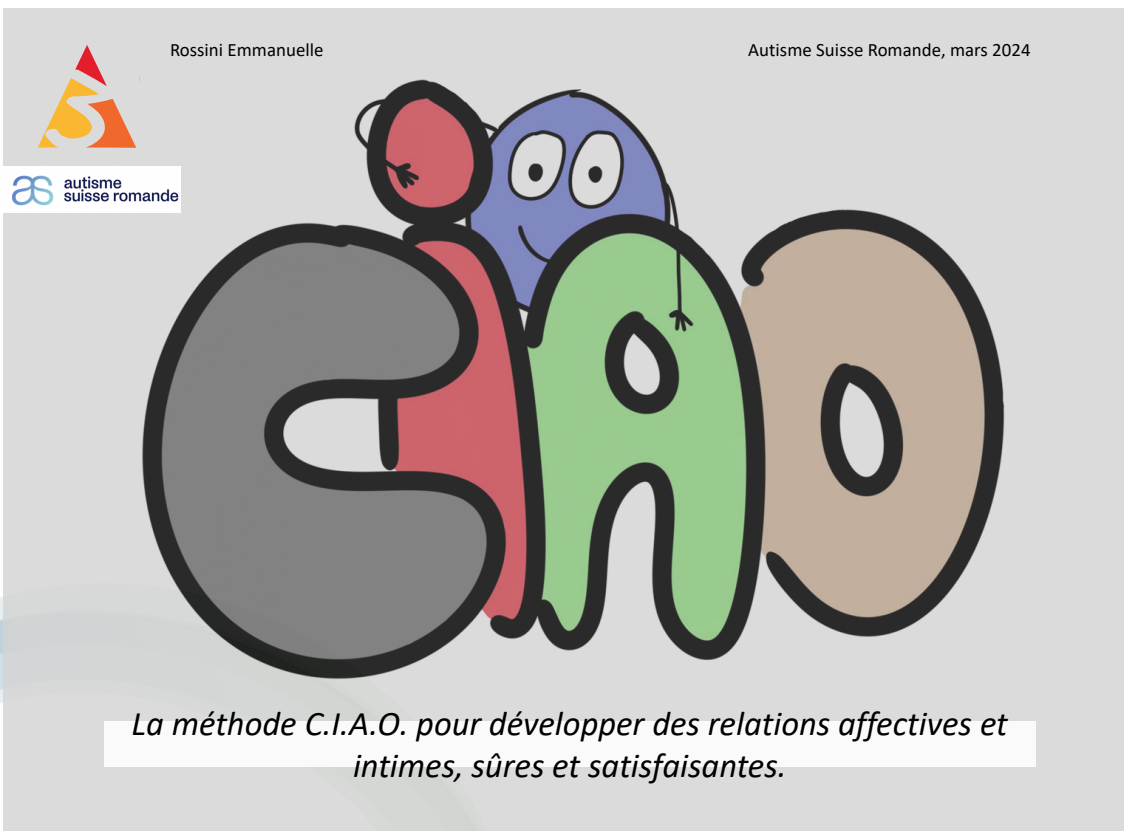 Rossini Emmanuelle
Autisme Suisse Romande, mars 2024
S
as autisme
suisse romande
CiAO
La méthode C.I.A.O. pour développer des relations affectives et
intimes, sûres et satisfaisantes.